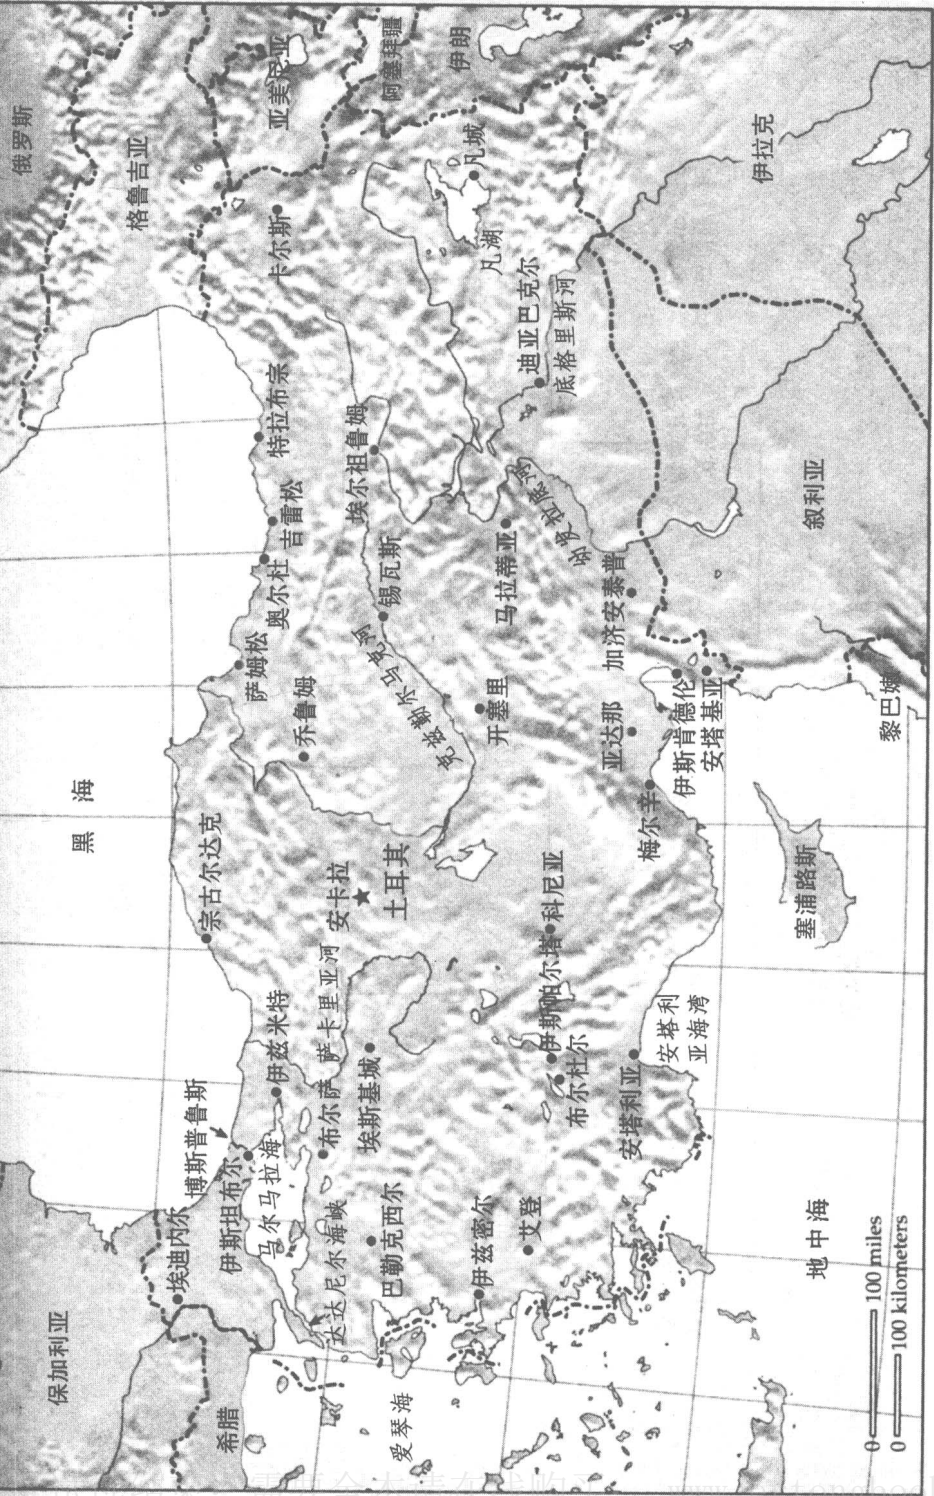 俄罗斯
格鲁吉亚
亚美尼亚
阿塞拜疆
伊朗
伊拉克
叙利亚
黎巴嫩
塞浦路斯
保加利亚
希腊
土耳其
黑海
爱琴海
地中海
马尔马拉海
达达尼尔海峡
博斯普鲁斯
安塔利
亚海湾
凡湖
底格里斯河
幼发拉底河
克兹勒尔马克河
萨卡里亚河
埃迪内尔
伊斯坦布尔
伊兹米特
布尔萨
埃斯基城
巴勒克西尔
伊兹密尔
艾登
布尔杜尔
伊斯帕尔塔
安塔利亚
科尼亚
安卡拉
宗古尔达克
乔鲁姆
萨姆松
奥尔杜
吉雷松
特拉布宗
埃尔祖鲁姆
卡尔斯
凡城
迪亚巴克尔
锡瓦斯
开塞里
马拉蒂亚
加济安泰普
亚达那
梅尔辛
伊斯肯德伦
安塔基亚
0 100 miles
0 100 kilometers